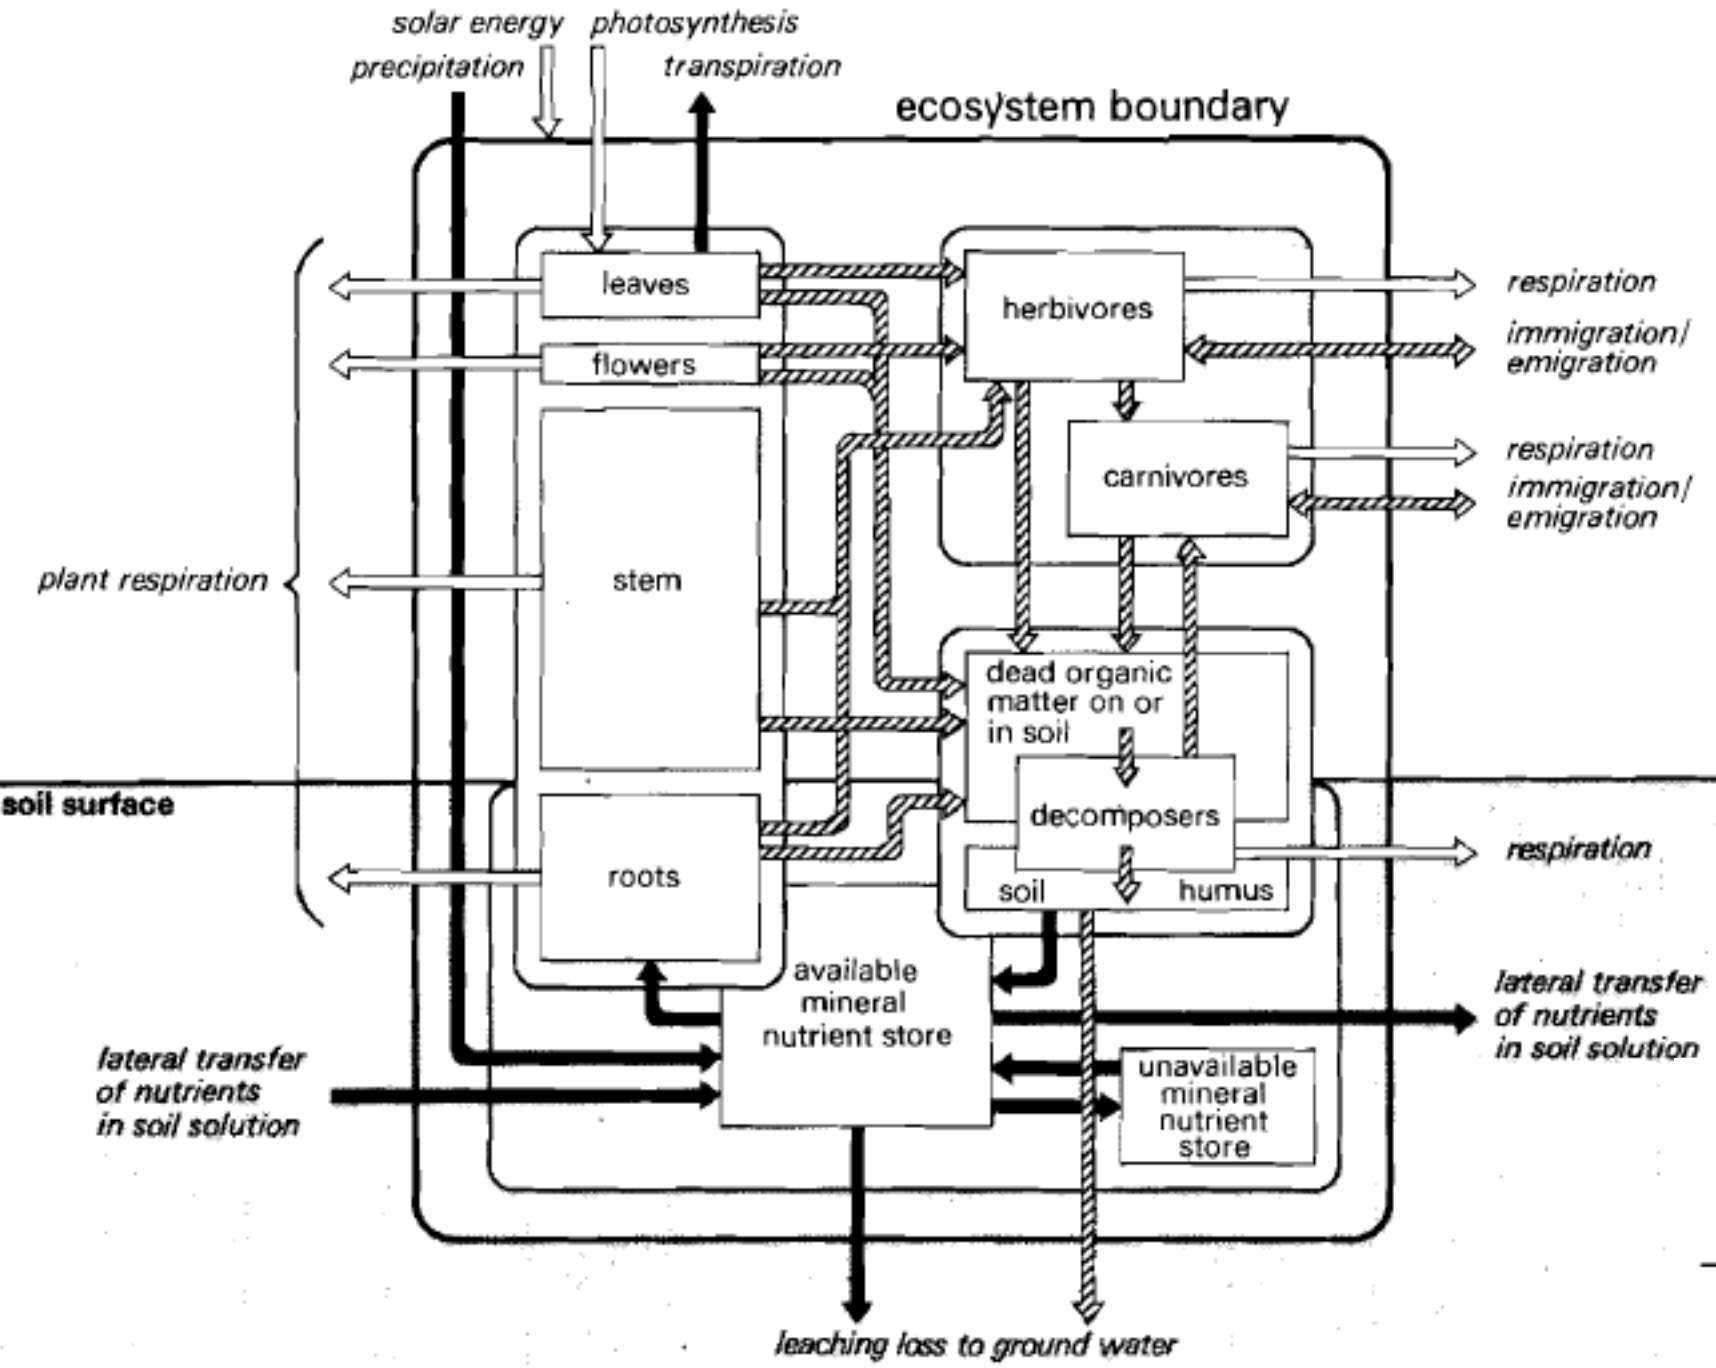 solar energy photosynthesis
precipitation
transpiration
ecosystem boundary
leaves
flowers
stem
roots
plant respiration
soil surface
herbivores
carnivores
respiration
immigration/
emigration
respiration
immigration/
emigration
dead organic
matter on or
in soil
decomposers
soil humus
respiration
available
mineral
nutrient store
unavailable
mineral
nutrient
store
lateral transfer
of nutrients
in soil solution
lateral transfer
of nutrients
in soil solution
leaching loss to ground water